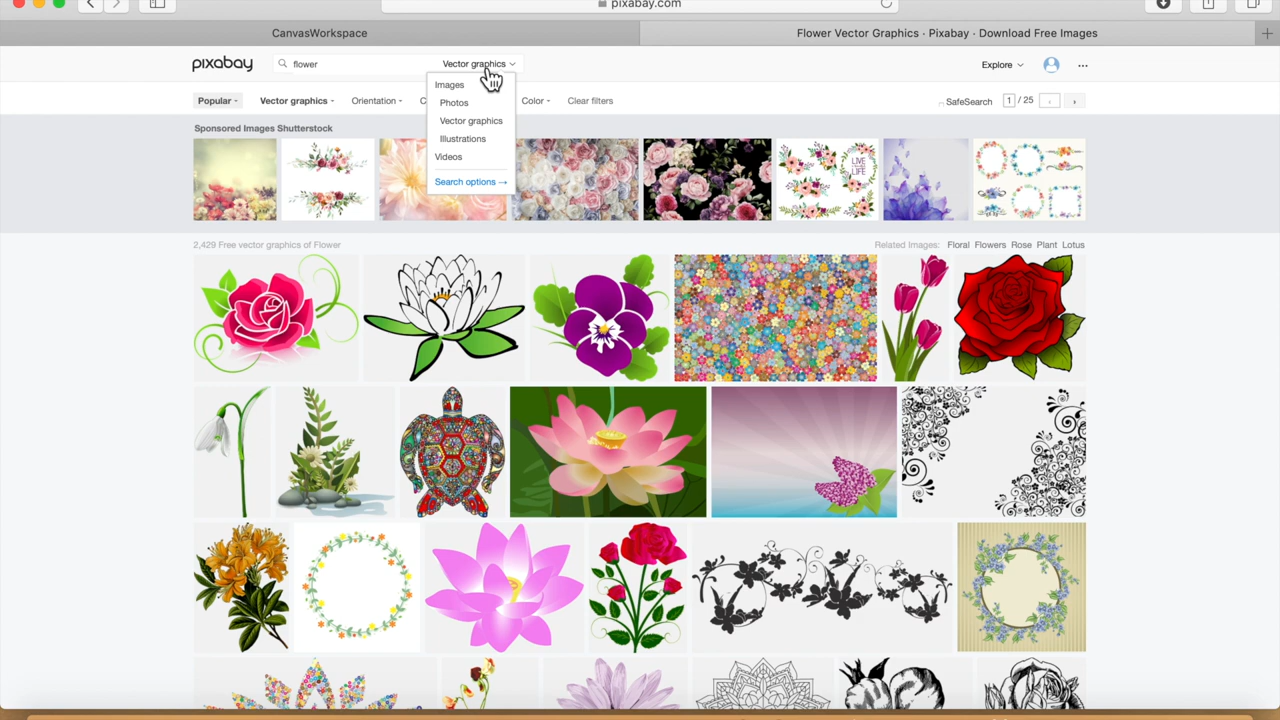 pixabay.com
CanvasWorkspace
Flower Vector Graphics · Pixabay · Download Free Images
pixabay
flower
Vector graphics
Explore
Images
Photos
Vector graphics
Illustrations
Videos
Search options →
Popular
Vector graphics
Orientation
C
Color
Clear filters
SafeSearch
1 / 25
Sponsored Images Shutterstock
LIVE
LIFE
2,429 Free vector graphics of Flower
Related Images: Floral Flowers Rose Plant Lotus